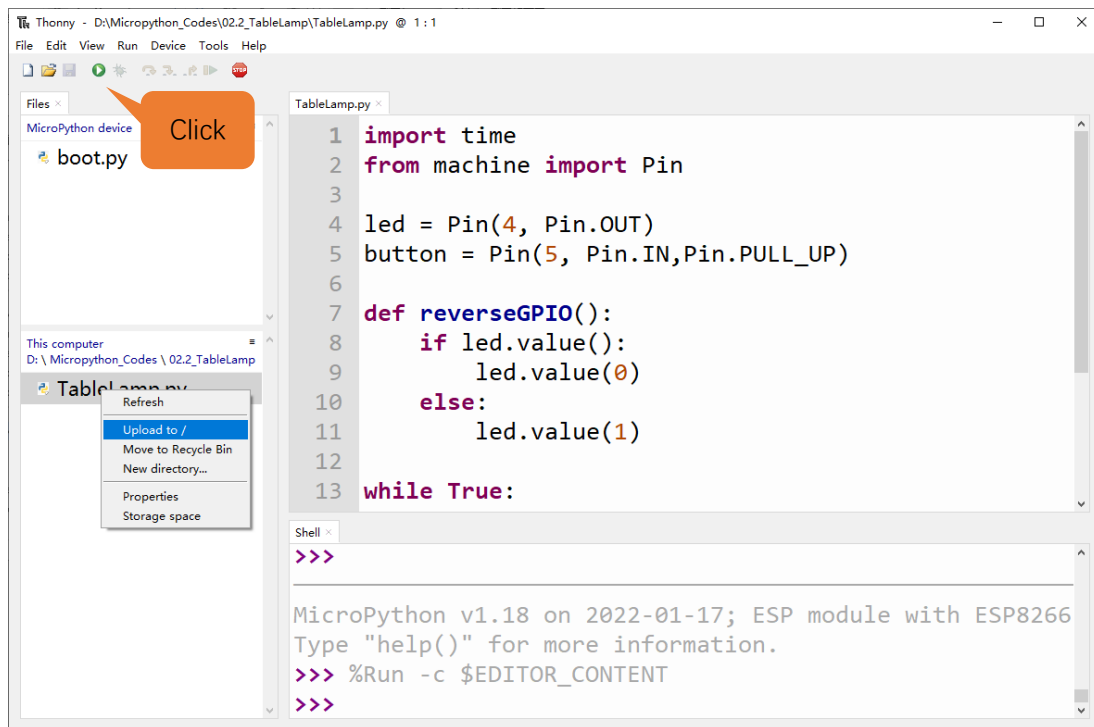 Thonny - D:\Micropython_Codes\02.2_TableLamp\TableLamp.py @ 1 : 1
File Edit View Run Device Tools Help
STOP
Files ×
MicroPython device
boot.py
Click
This computer
D: \ Micropython_Codes \ 02.2_TableLamp
TableLamp.py
Refresh
Upload to /
Move to Recycle Bin
New directory...
Properties
Storage space
TableLamp.py ×
1 import time
2 from machine import Pin
3
4 led = Pin(4, Pin.OUT)
5 button = Pin(5, Pin.IN,Pin.PULL_UP)
6
7 def reverseGPIO():
8     if led.value():
9         led.value(0)
10     else:
11         led.value(1)
12
13 while True:
Shell ×
>>>
MicroPython v1.18 on 2022-01-17; ESP module with ESP8266
Type "help()" for more information.
>>> %Run -c $EDITOR_CONTENT
>>>